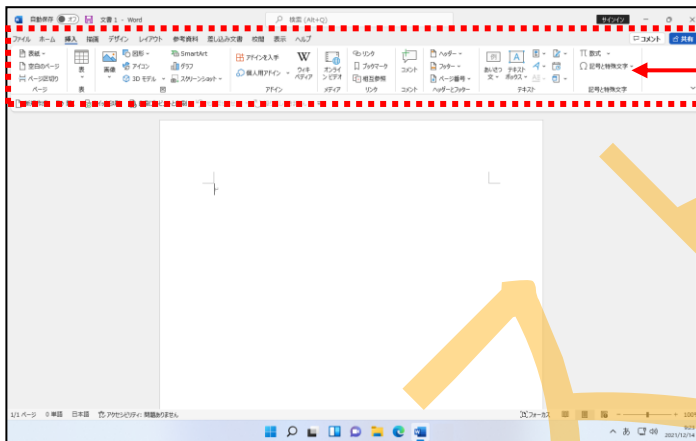 自動保存 オフ 文書 1 - Word 検索 (Alt+Q) サインイン
ファイル ホーム 挿入 描画 デザイン レイアウト 参考資料 差し込み文書 校閲 表示 ヘルプ コメント 共有
表紙
空白のページ
ページ区切り
ページ
表
表
画像
図形
アイコン
3D モデル
SmartArt
グラフ
スクリーンショット
図
アドインを入手
個人用アドイン
アドイン
ウィキペディア
オンライン ビデオ
メディア
リンク
ブックマーク
相互参照
リンク
コメント
コメント
ヘッダー
フッター
ページ番号
ヘッダーとフッター
あいさつ文
テキスト ボックス
テキスト
数式
記号と特殊文字
記号と特殊文字
1/1 ページ 0 単語 日本語 アクセシビリティ: 問題ありません フォーカス 100%
あ
2021/12/14